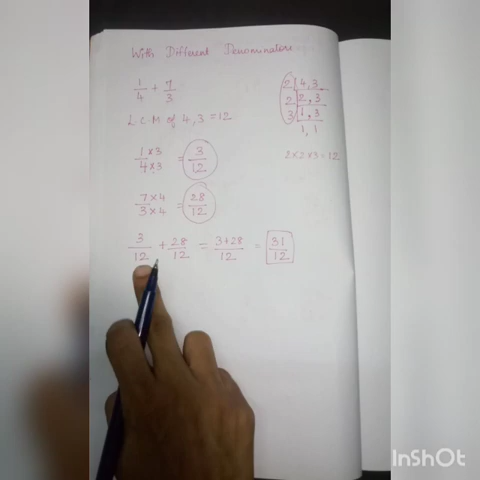 With Different Denominators
1/4 + 7/3
LCM of 4, 3 = 12
1×3/4×3 = 3/12
7×4/3×4 = 28/12
3/12 + 28/12 = 3+28/12 = 31/12
2 | 4, 3
2 | 2, 3
3 | 1, 3
1, 1
2×2×3=12
InShOt